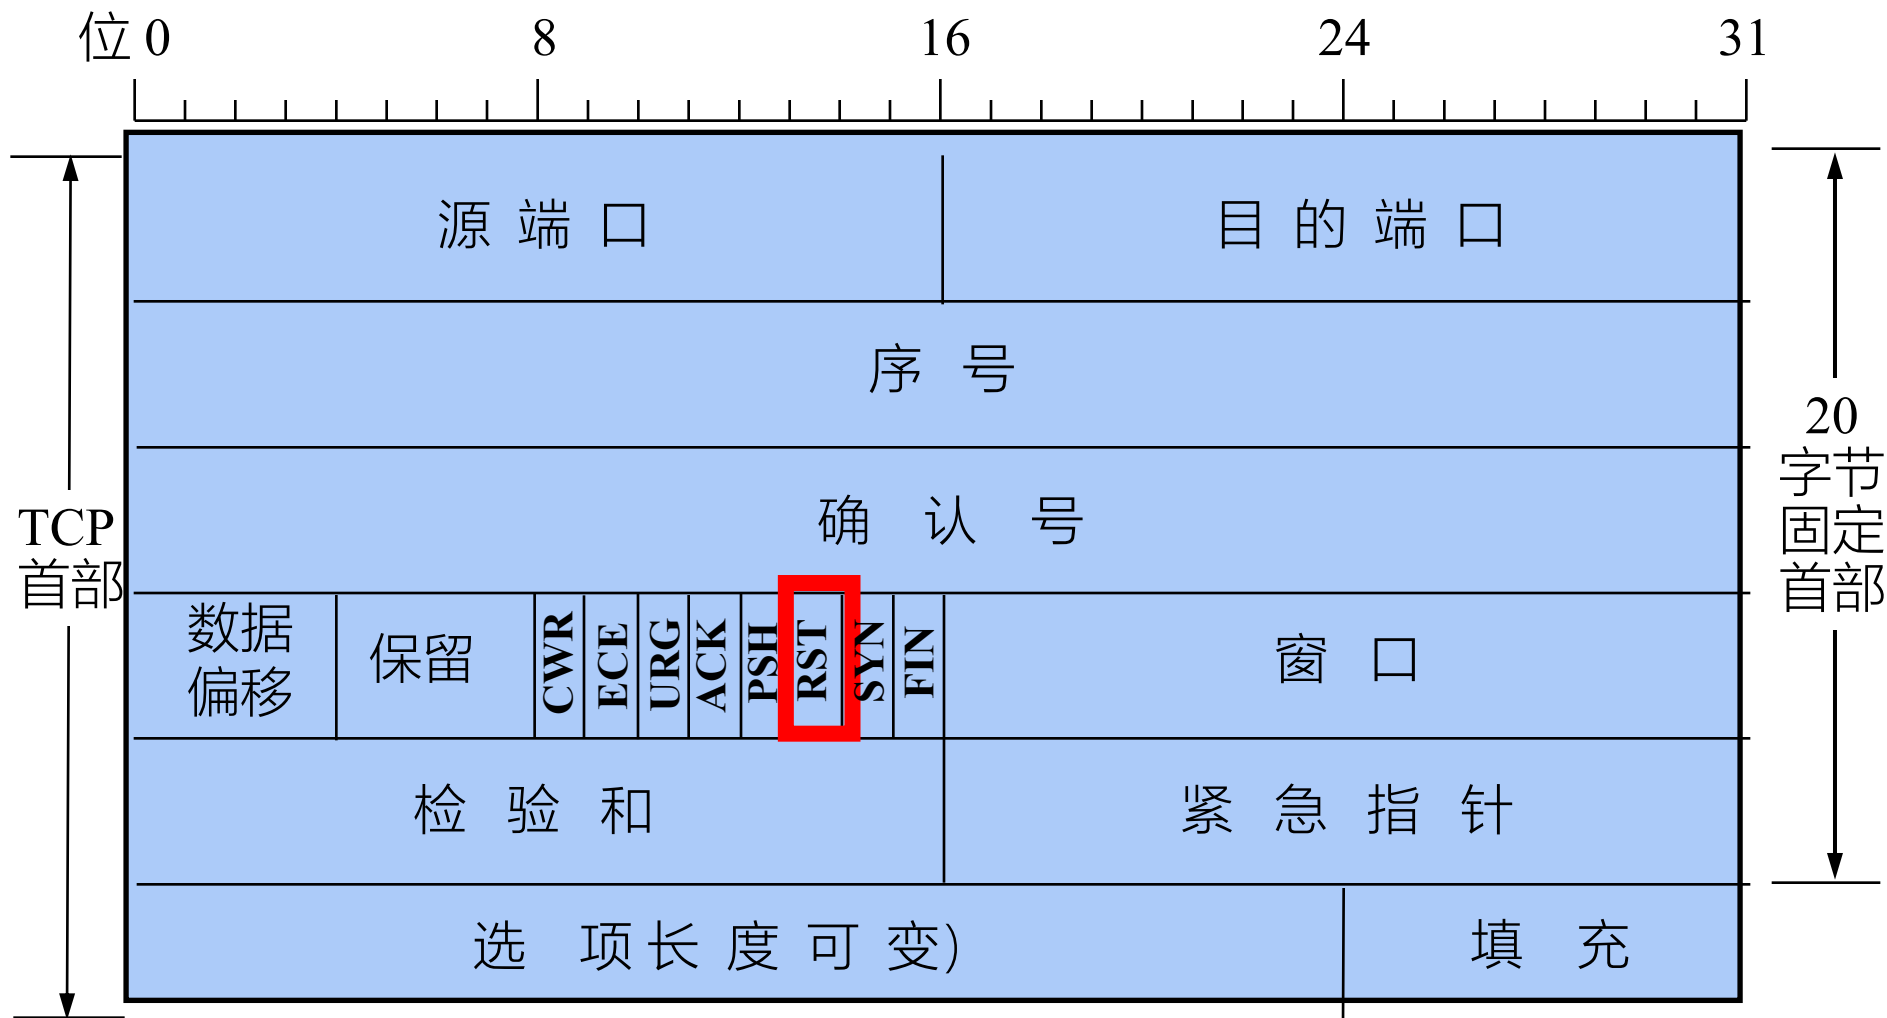 位 0 8 16 24 31
源 端 口 目 的 端 口
序 号
确 认 号
TCP
首部
20
字节
固定
首部
数据
偏移
保留
CWR
ECE
URG
ACK
PSH
RST
SYN
FIN
窗 口
检 验 和 紧 急 指 针
选 项 长 度 可 变) 填 充